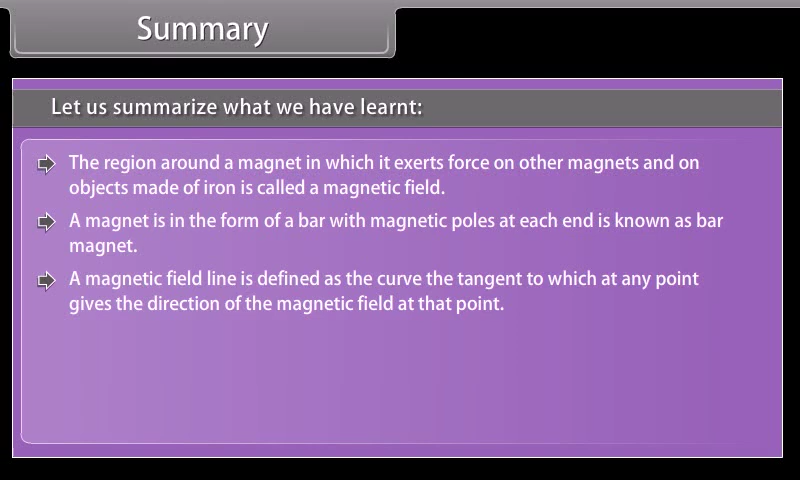 Summary
Let us summarize what we have learnt:
The region around a magnet in which it exerts force on other magnets and on
objects made of iron is called a magnetic field.
A magnet is in the form of a bar with magnetic poles at each end is known as bar
magnet.
A magnetic field line is defined as the curve the tangent to which at any point
gives the direction of the magnetic field at that point.